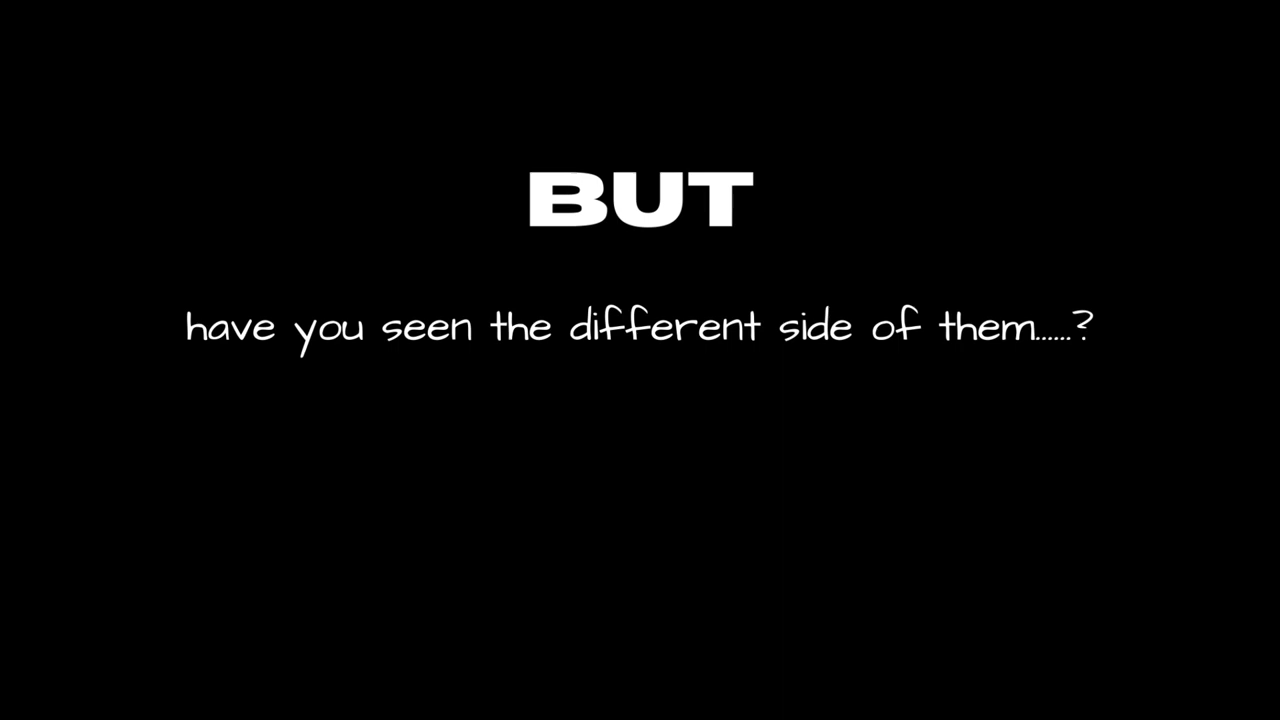 BUT
have you seen the different side of them......?